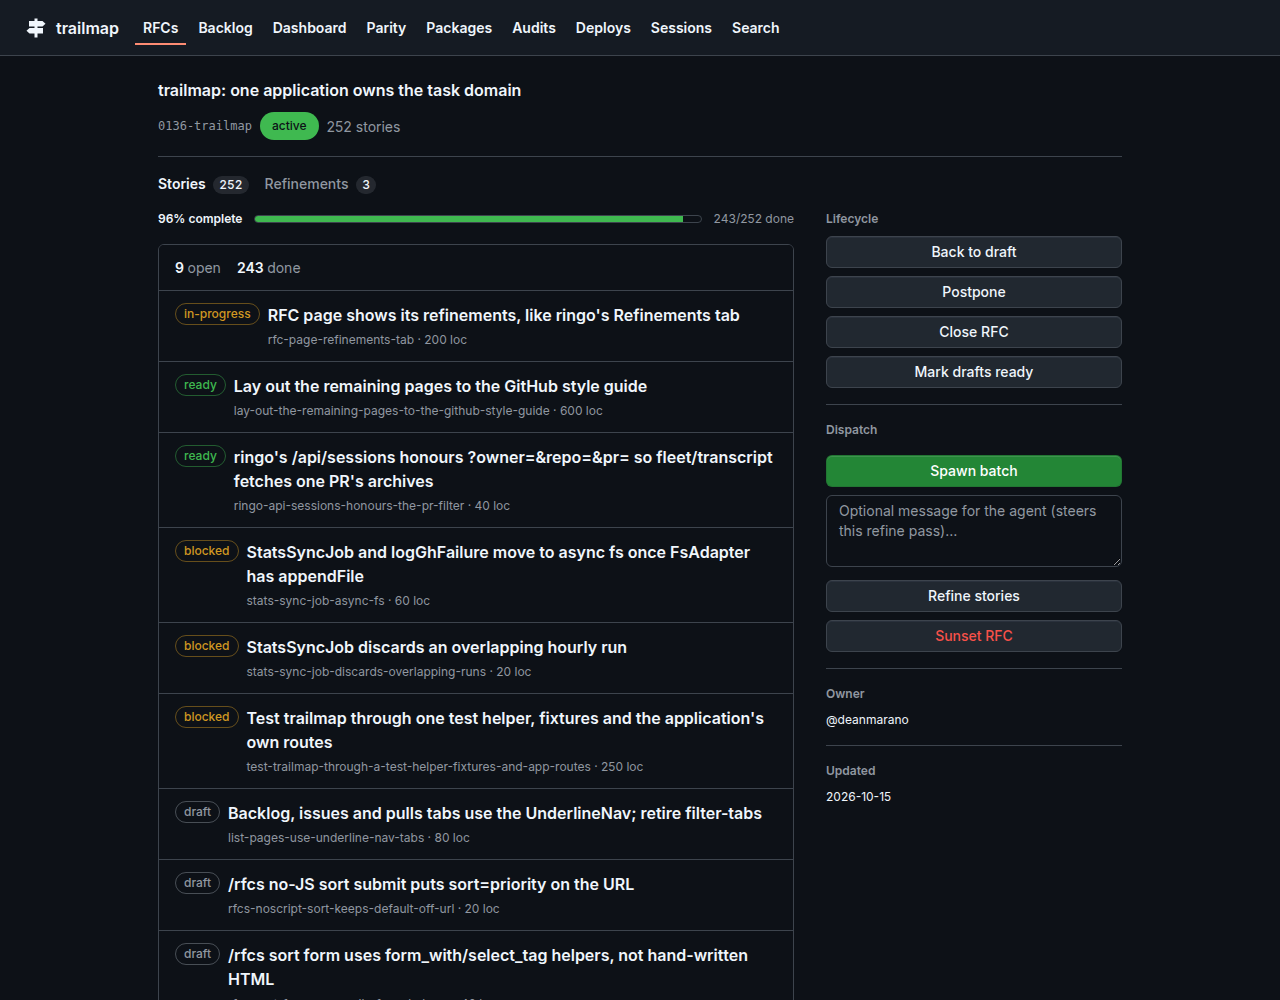 trailmap RFCs Backlog Dashboard Parity Packages Audits Deploys Sessions Search
trailmap: one application owns the task domain
0136-trailmap active 252 stories
Stories 252 Refinements 3
96% complete 243/252 done
9 open 243 done
in-progress RFC page shows its refinements, like ringo's Refinements tab
rfc-page-refinements-tab · 200 loc
ready Lay out the remaining pages to the GitHub style guide
lay-out-the-remaining-pages-to-the-github-style-guide · 600 loc
ready ringo's /api/sessions honours ?owner=&repo=&pr= so fleet/transcript
fetches one PR's archives
ringo-api-sessions-honours-the-pr-filter · 40 loc
blocked StatsSyncJob and logGhFailure move to async fs once FsAdapter
has appendFile
stats-sync-job-async-fs · 60 loc
blocked StatsSyncJob discards an overlapping hourly run
stats-sync-job-discards-overlapping-runs · 20 loc
blocked Test trailmap through one test helper, fixtures and the application's
own routes
test-trailmap-through-a-test-helper-fixtures-and-app-routes · 250 loc
draft Backlog, issues and pulls tabs use the UnderlineNav; retire filter-tabs
list-pages-use-underline-nav-tabs · 80 loc
draft /rfcs no-JS sort submit puts sort=priority on the URL
rfcs-noscript-sort-keeps-default-off-url · 20 loc
draft /rfcs sort form uses form_with/select_tag helpers, not hand-written
HTML
Lifecycle
Back to draft
Postpone
Close RFC
Mark drafts ready
Dispatch
Spawn batch
Optional message for the agent (steers
this refine pass)...
Refine stories
Sunset RFC
Owner
@deanmarano
Updated
2026-10-15